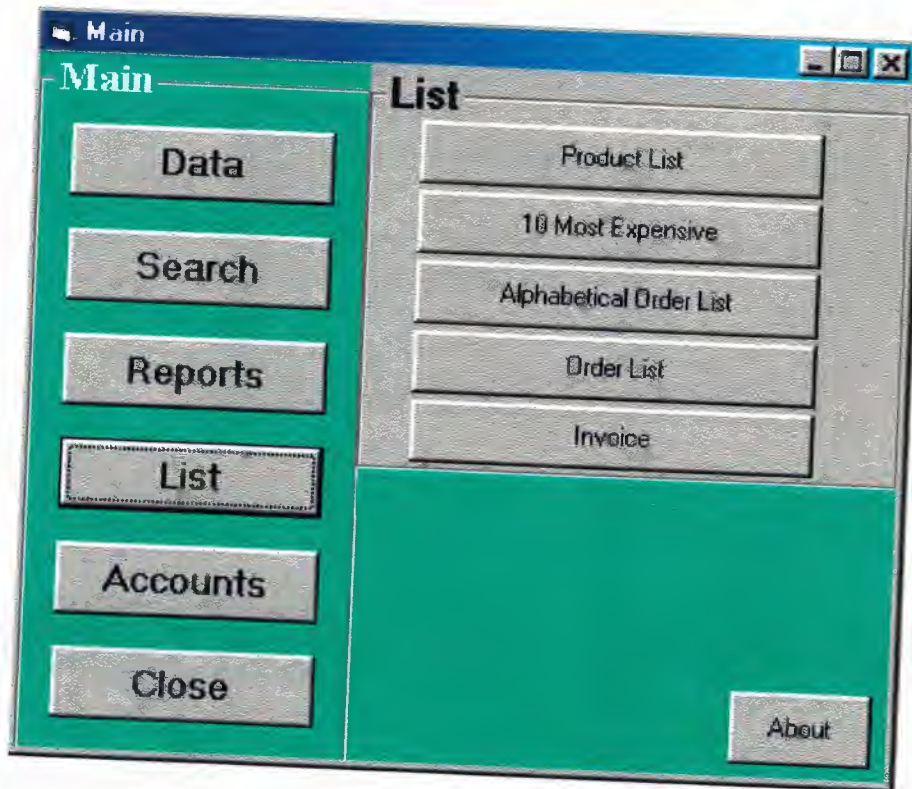 Main
Main
Data
Search
Reports
List
Accounts
Close
List
Product List
10 Most Expensive
Alphabetical Order List
Order List
Invoice
About